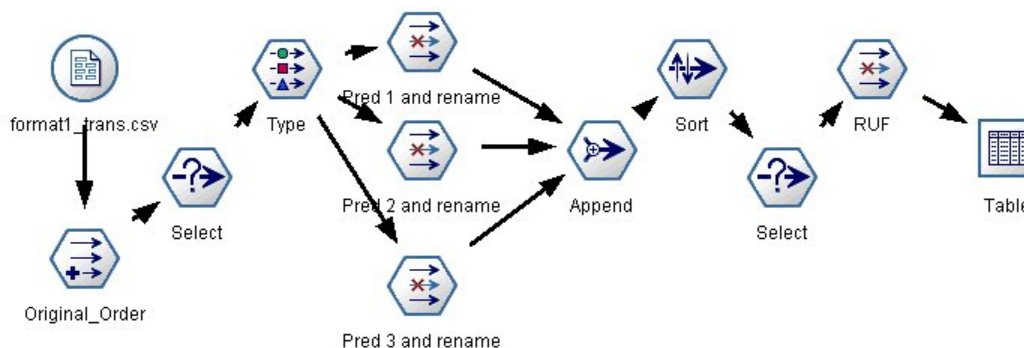 format1_trans.csv
Original_Order
Select
Type
Pred 1 and rename
Pred 2 and rename
Pred 3 and rename
Append
Sort
Select
RUF
Table